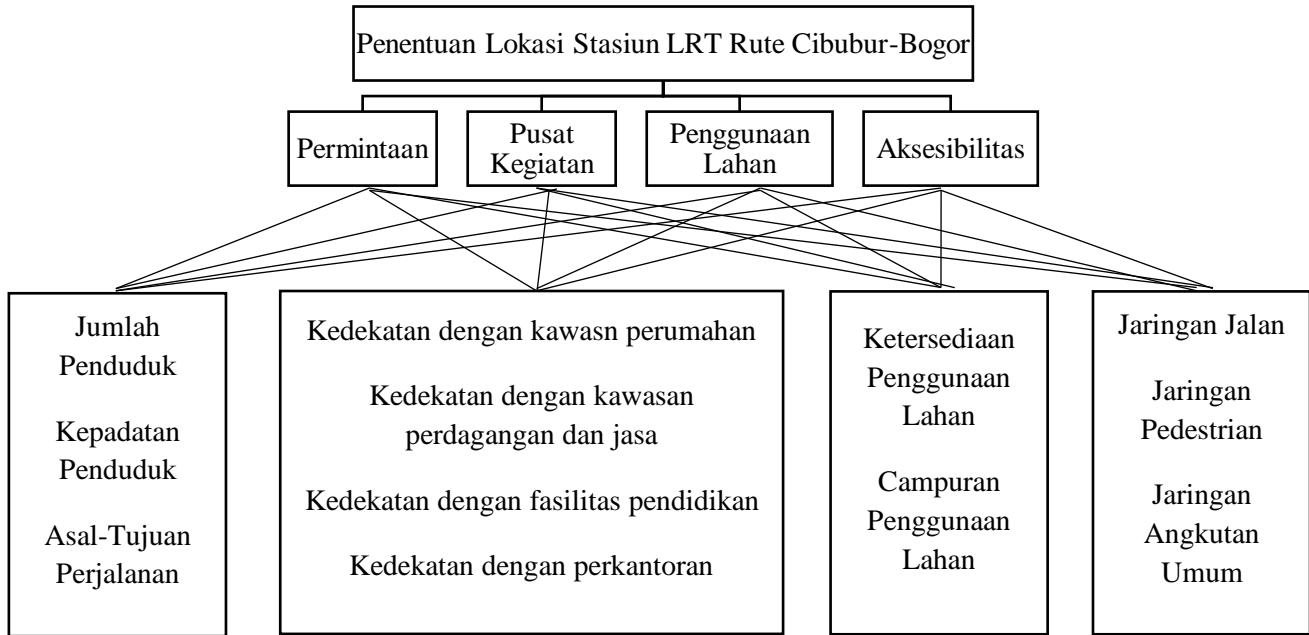 Penentuan Lokasi Stasiun LRT Rute Cibubur-Bogor
Permintaan
Pusat
Kegiatan
Penggunaan
Lahan
Aksesibilitas
Jumlah
Penduduk
Kepadatan
Penduduk
Asal-Tujuan
Perjalanan
Kedekatan dengan kawasn perumahan
Kedekatan dengan kawasan
perdagangan dan jasa
Kedekatan dengan fasilitas pendidikan
Kedekatan dengan perkantoran
Ketersediaan
Penggunaan
Lahan
Campuran
Penggunaan
Lahan
Jaringan Jalan
Jaringan
Pedestrian
Jaringan
Angkutan
Umum